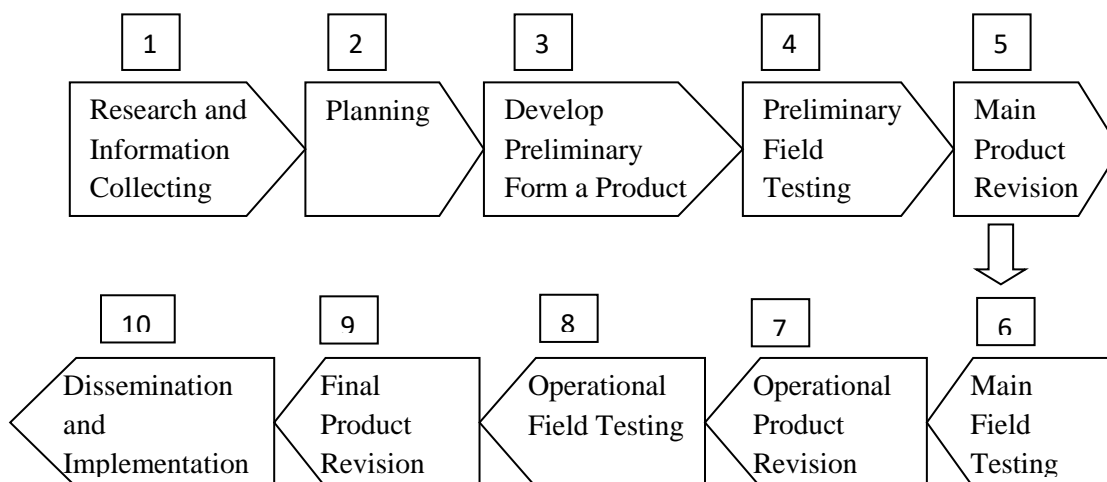 1
Research and
Information
Collecting
2
Planning
3
Develop
Preliminary
Form a Product
4
Preliminary
Field
Testing
5
Main
Product
Revision
6
Main
Field
Testing
7
Operational
Product
Revision
8
Operational
Field Testing
9
Final
Product
Revision
10
Dissemination
and
Implementation